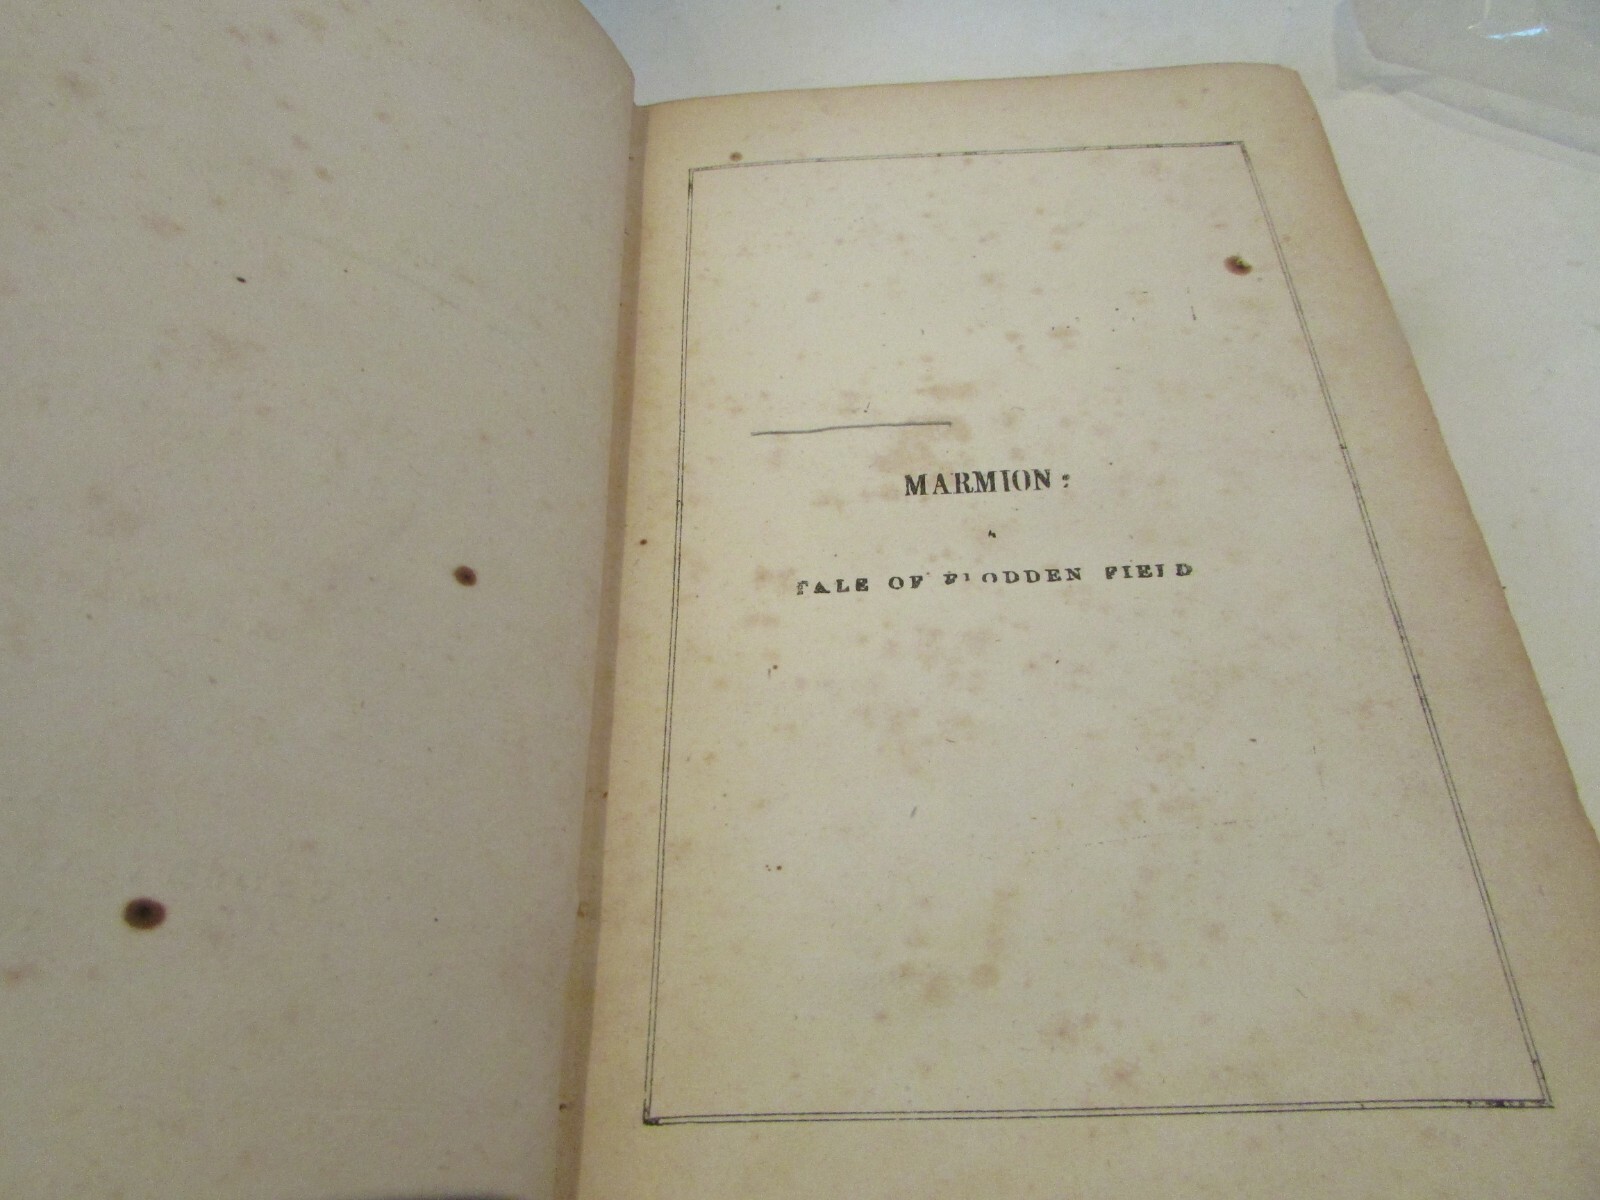 MARMION:
A
TALE OF FLODDEN FIELD